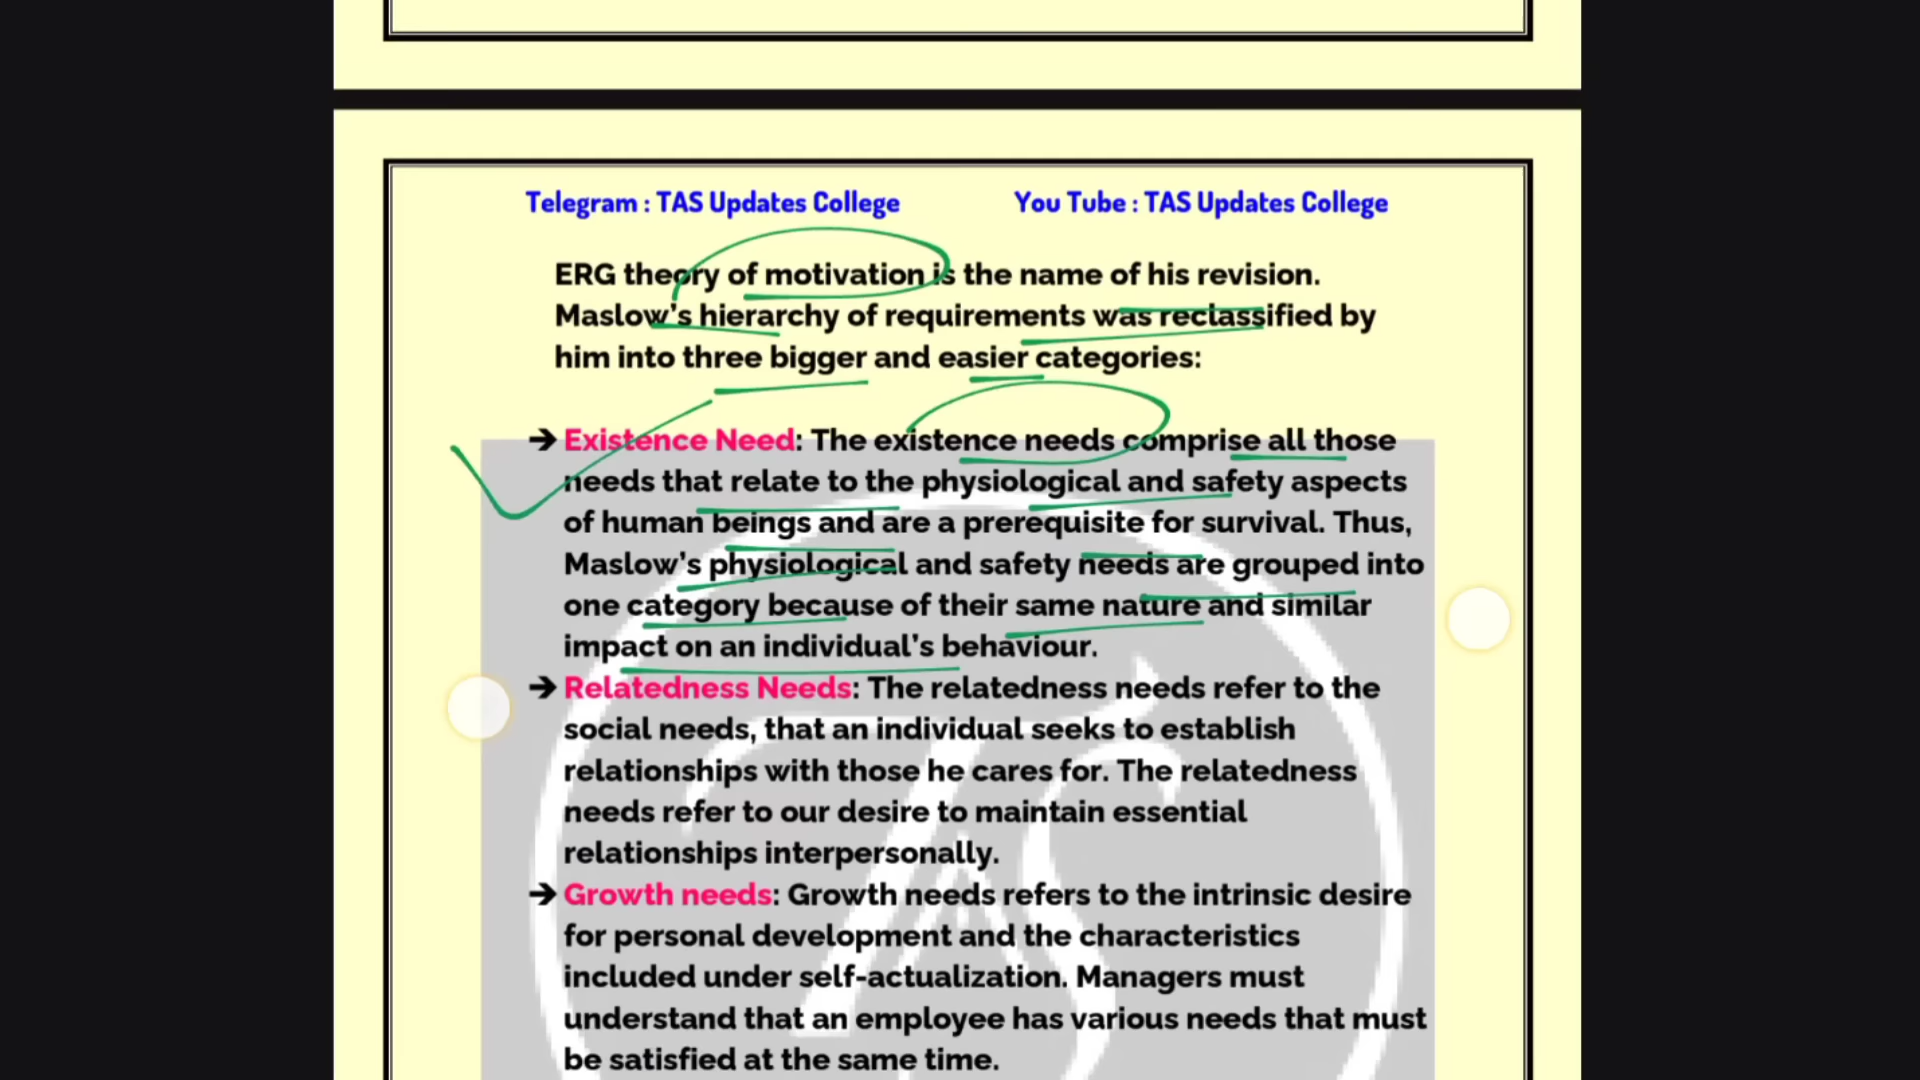 Telegram : TAS Updates College You Tube : TAS Updates College
ERG theory of motivation is the name of his revision.
Maslow's hierarchy of requirements was reclassified by
him into three bigger and easier categories:
➔ Existence Need: The existence needs comprise all those
needs that relate to the physiological and safety aspects
of human beings and are a prerequisite for survival. Thus,
Maslow's physiological and safety needs are grouped into
one category because of their same nature and similar
impact on an individual's behaviour.
➔ Relatedness Needs: The relatedness needs refer to the
social needs, that an individual seeks to establish
relationships with those he cares for. The relatedness
needs refer to our desire to maintain essential
relationships interpersonally.
➔ Growth needs: Growth needs refers to the intrinsic desire
for personal development and the characteristics
included under self-actualization. Managers must
understand that an employee has various needs that must
be satisfied at the same time.